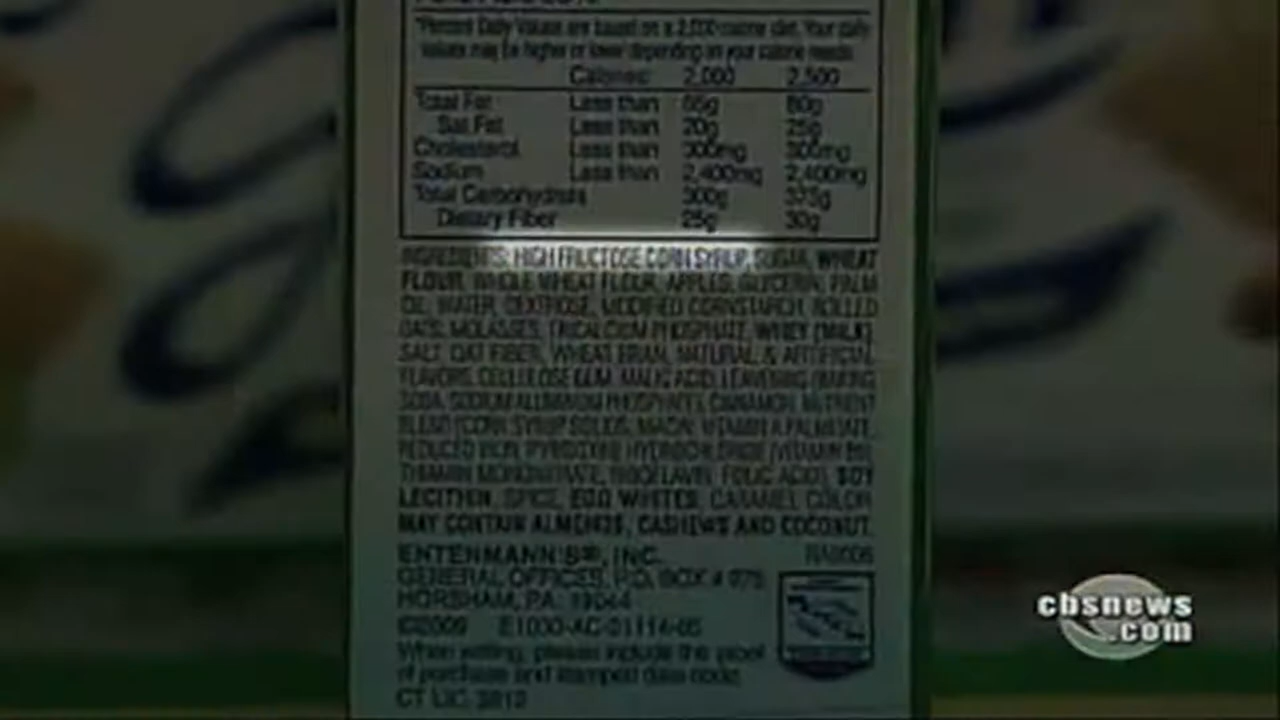 *Percent Daily Values are based on a 2,000 calorie diet. Your daily
values may be higher or lower depending on your calorie needs:
Calories: 2,000 2,500
Total Fat Less than 65g 80g
Sat Fat Less than 20g 25g
Cholesterol Less than 300mg 300mg
Sodium Less than 2,400mg 2,400mg
Total Carbohydrate 300g 375g
Dietary Fiber 25g 30g
INGREDIENTS: HIGH FRUCTOSE CORN SYRUP, SUGAR, WHEAT
FLOUR, WHOLE WHEAT FLOUR, APPLES, GLYCERIN, PALM
OIL, WATER, DEXTROSE, MODIFIED CORNSTARCH, ROLLED
OATS, MOLASSES, TRICALCIUM PHOSPHATE, WHEY (MILK),
SALT, OAT FIBER, WHEAT BRAN, NATURAL & ARTIFICIAL
FLAVORS, CELLULOSE GUM, MALIC ACID, LEAVENING (BAKING
SODA, SODIUM ALUMINUM PHOSPHATE), CINNAMON, NUTRIENT
BLEND (CORN SYRUP SOLIDS, NIACIN, VITAMIN A PALMITATE,
REDUCED IRON, PYRIDOXINE HYDROCHLORIDE [VITAMIN B6],
THIAMIN MONONITRATE, RIBOFLAVIN, FOLIC ACID), SOY
LECITHIN, SPICE, EGG WHITES, CARAMEL COLOR.
MAY CONTAIN ALMONDS, CASHEWS AND COCONUT.
ENTENMANN'S®, INC.
GENERAL OFFICES, P.O. BOX # 975
HORSHAM, PA. 19044
©2009 E1000-AC-01114-05
When writing, please include the proof
of purchase and stamped date code.
CT LIC. 3812
cbsnews
.com